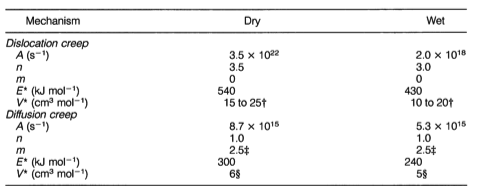 Mechanism Dry Wet
Dislocation creep
A (s⁻¹) 3.5 × 10²² 2.0 × 10¹⁸
n 3.5 3.0
m 0 0
E* (kJ mol⁻¹) 540 430
V* (cm³ mol⁻¹) 15 to 25† 10 to 20†
Diffusion creep
A (s⁻¹) 8.7 × 10¹⁵ 5.3 × 10¹⁵
n 1.0 1.0
m 2.5‡ 2.5‡
E* (kJ mol⁻¹) 300 240
V* (cm³ mol⁻¹) 6§ 5§